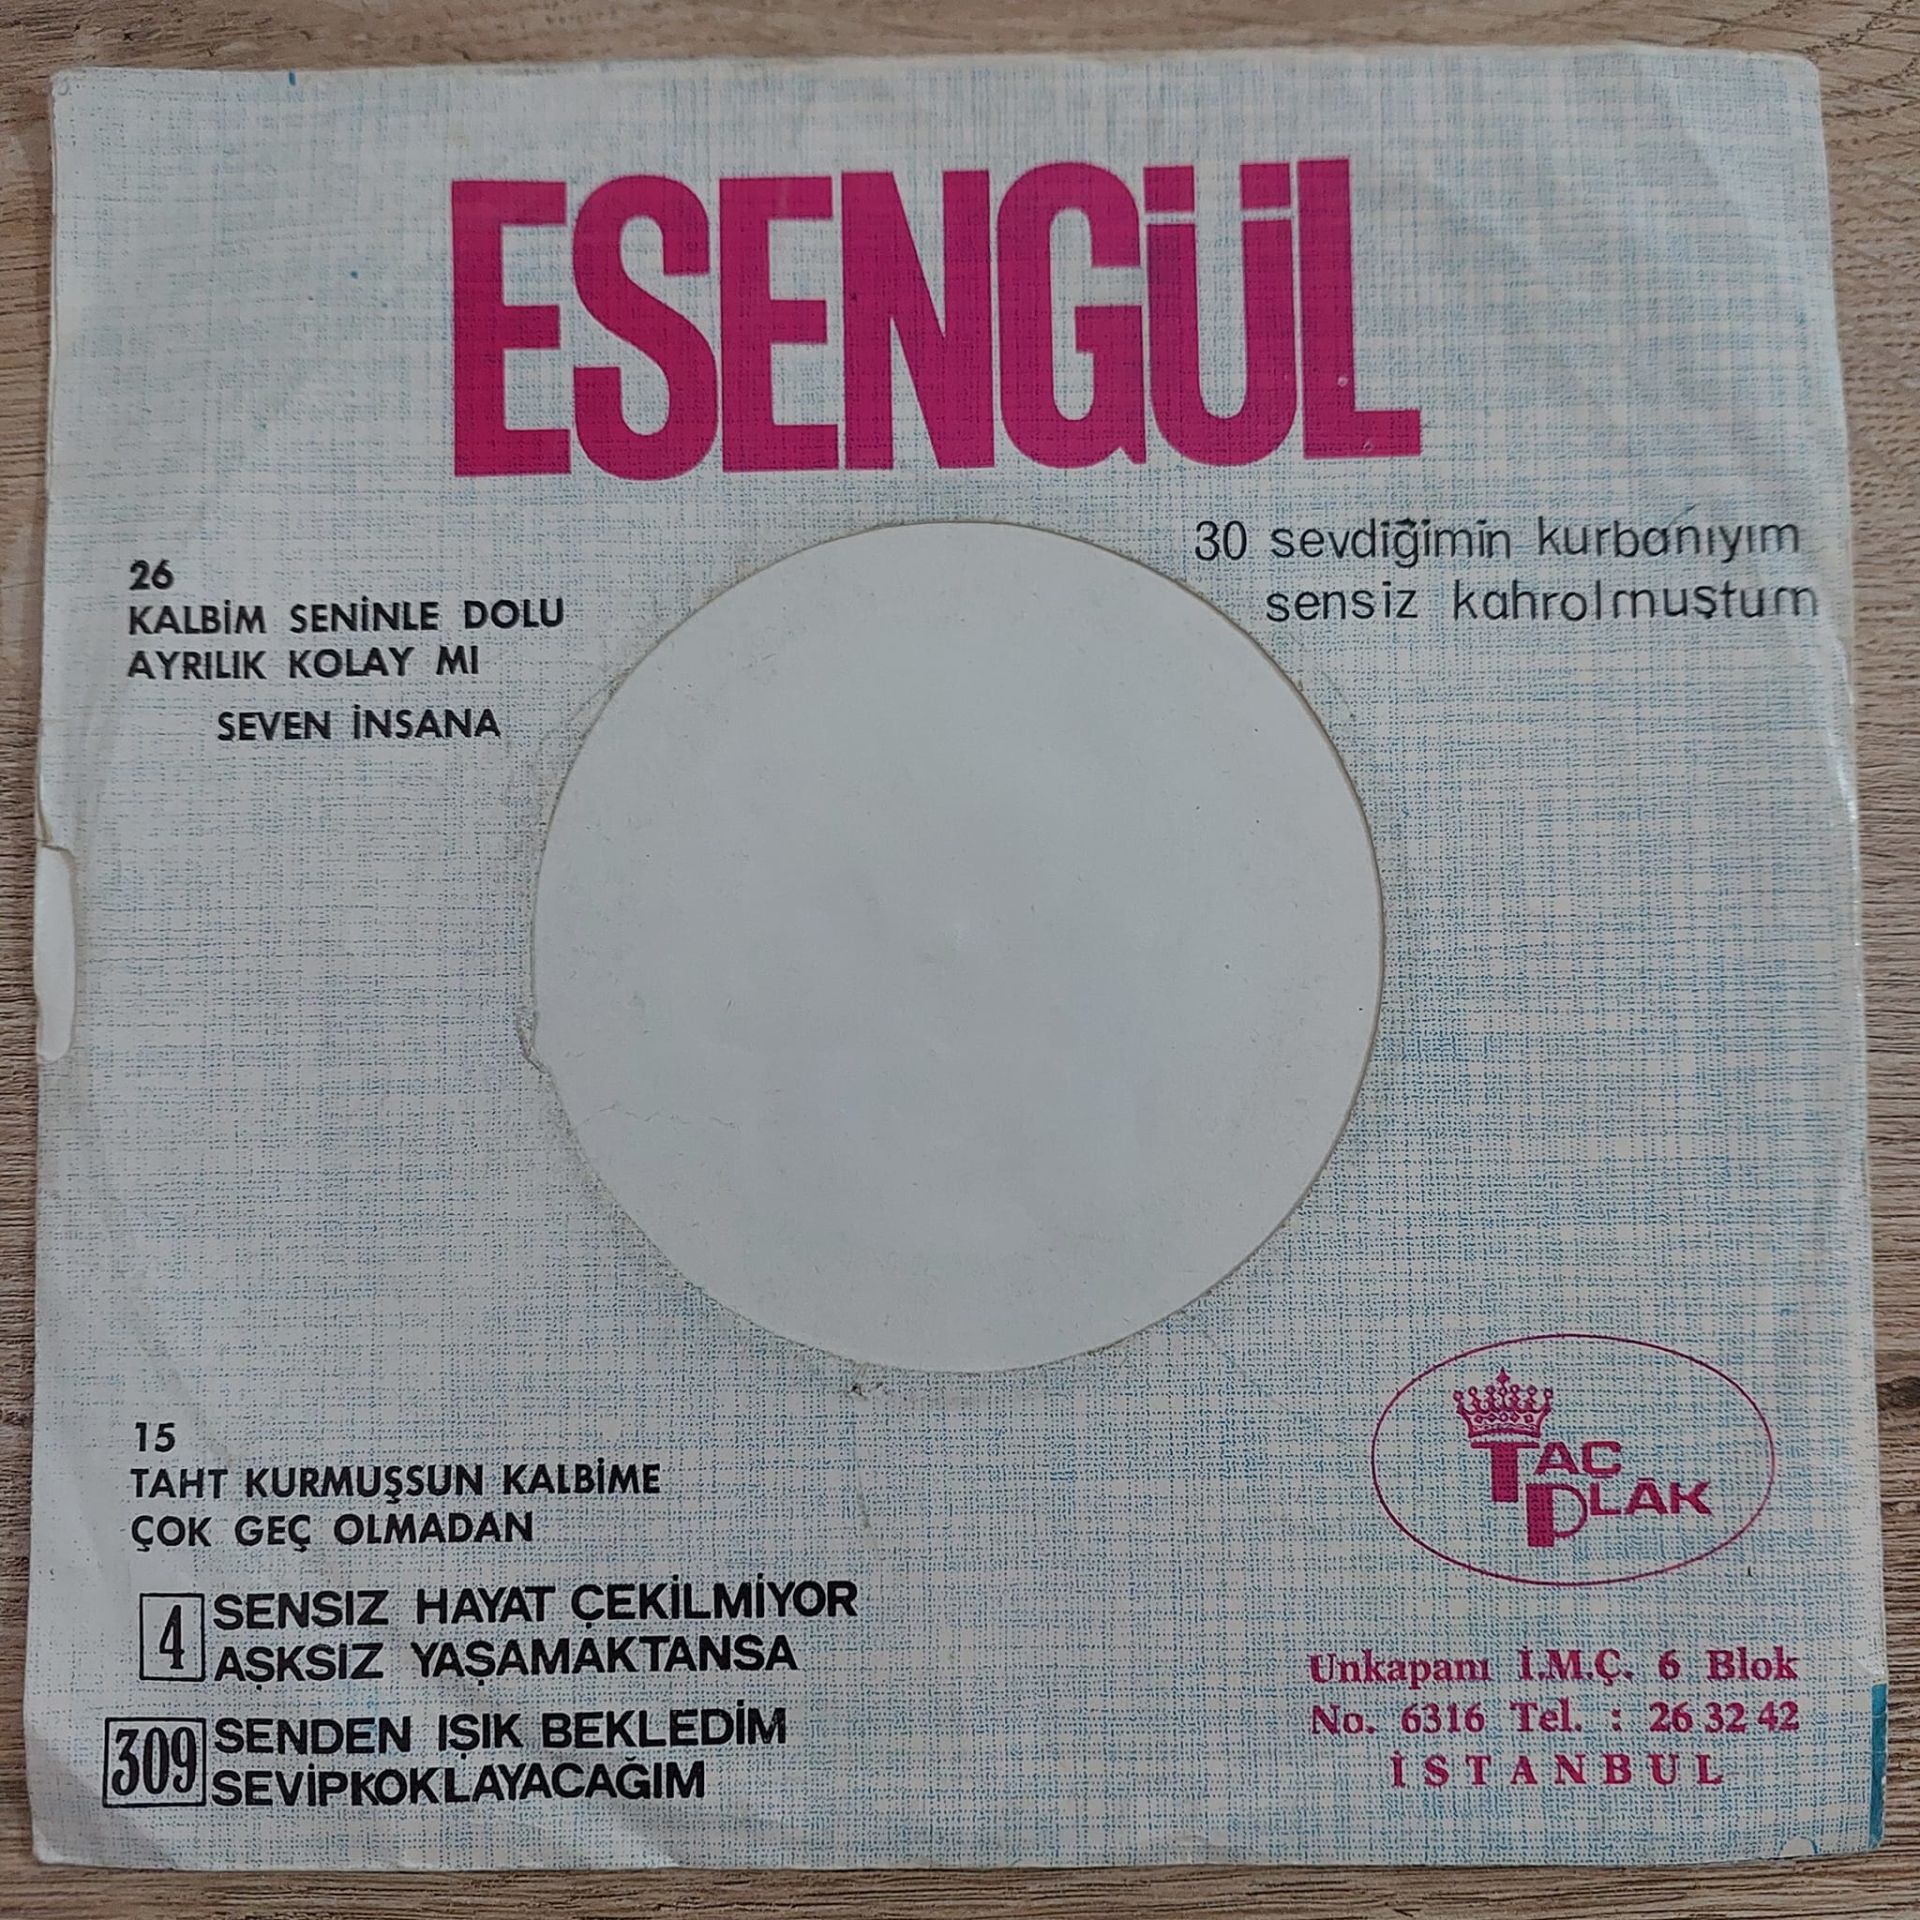 ESENGÜL
30 sevdiğimin kurbanıyım
sensiz kahrolmuştum
26
KALBİM SENİNLE DOLU
AYRILIK KOLAY MI
SEVEN İNSANA
15
TAHT KURMUŞSUN KALBİME
ÇOK GEÇ OLMADAN
4 SENSIZ HAYAT ÇEKİLMİYOR
AŞKSIZ YAŞAMAKTANSA
309 SENDEN IŞIK BEKLEDİM
SEVİPKOKLAYACAĞIM
TAÇ
PLÂK
Unkapanı İ.M.Ç. 6 Blok
No. 6316 Tel. : 26 32 42
İSTANBUL